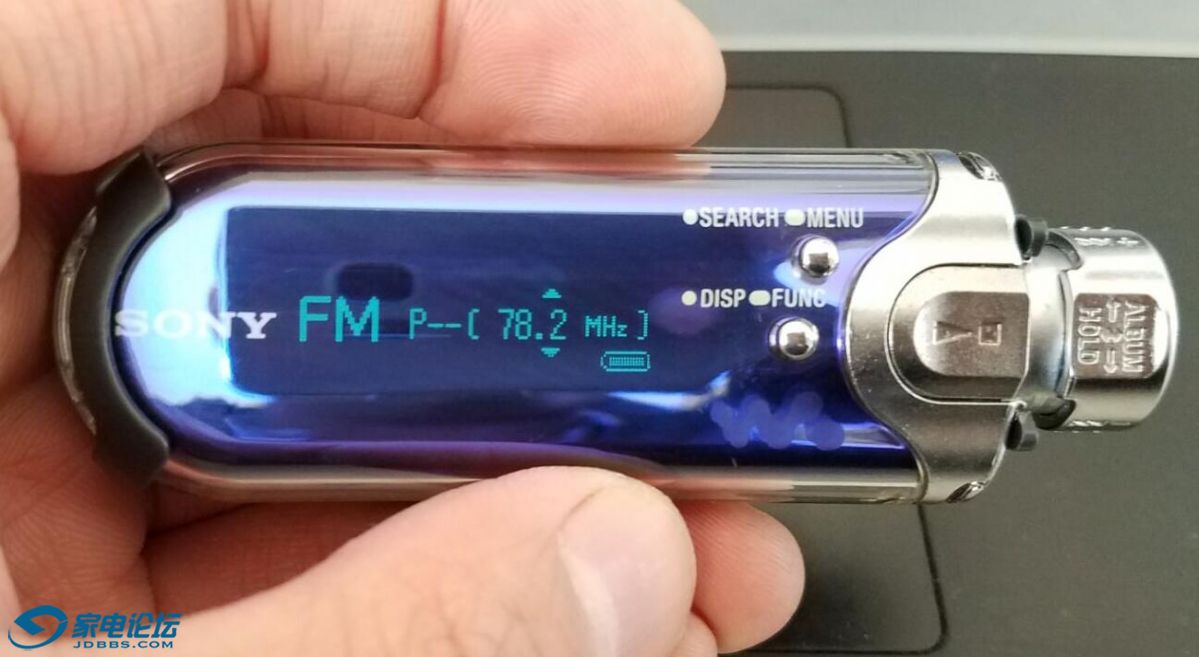 SEARCH MENU
DISP FUNC
SONY FM P--[ 78.2 MHz ]
ALBUM
HOLD
家电论坛
JDBBS.COM